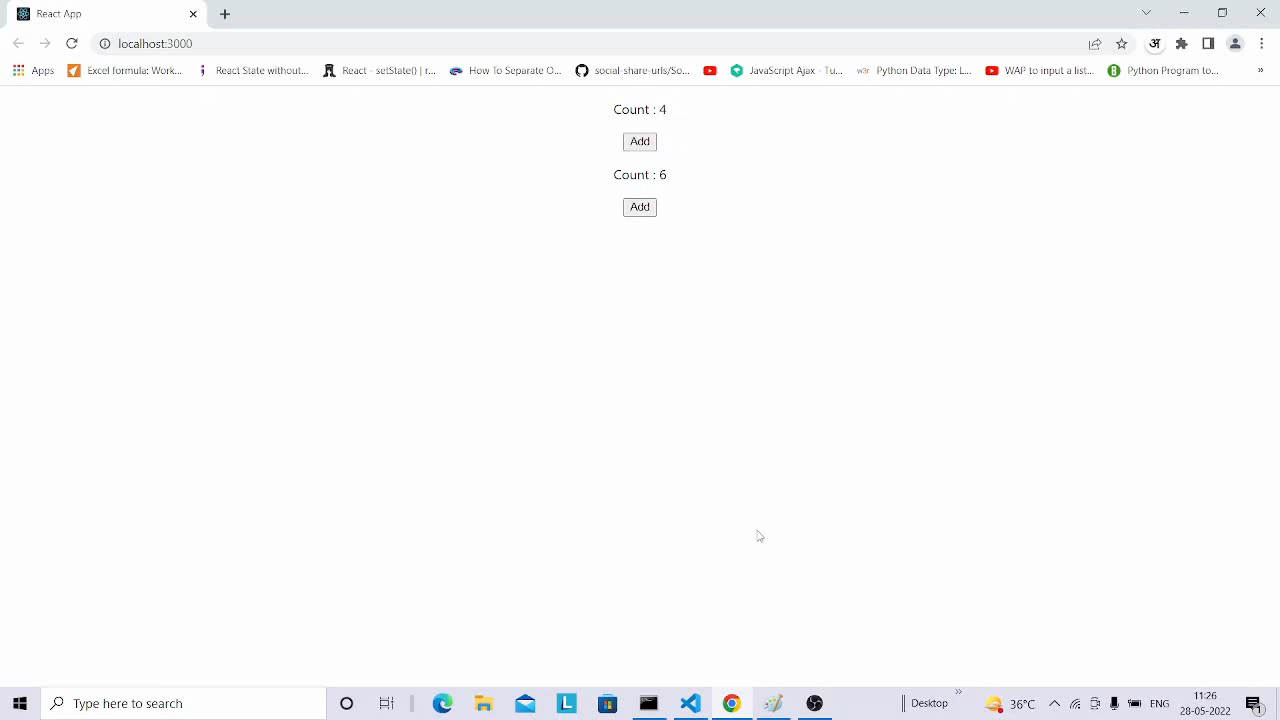 React App
localhost:3000
अ
Apps
Excel formula: Work...
React State without...
React - setState() | r...
How To Separate O...
social-share-urls/So...
JavaScript Ajax - Tu...
w3r
Python Data Type: L...
WAP to input a list...
Python Program to...
»
Count : 4
Add
Count : 6
Add
Type here to search
L
Desktop
»
36°C
ENG
11:26
28-05-2022
1